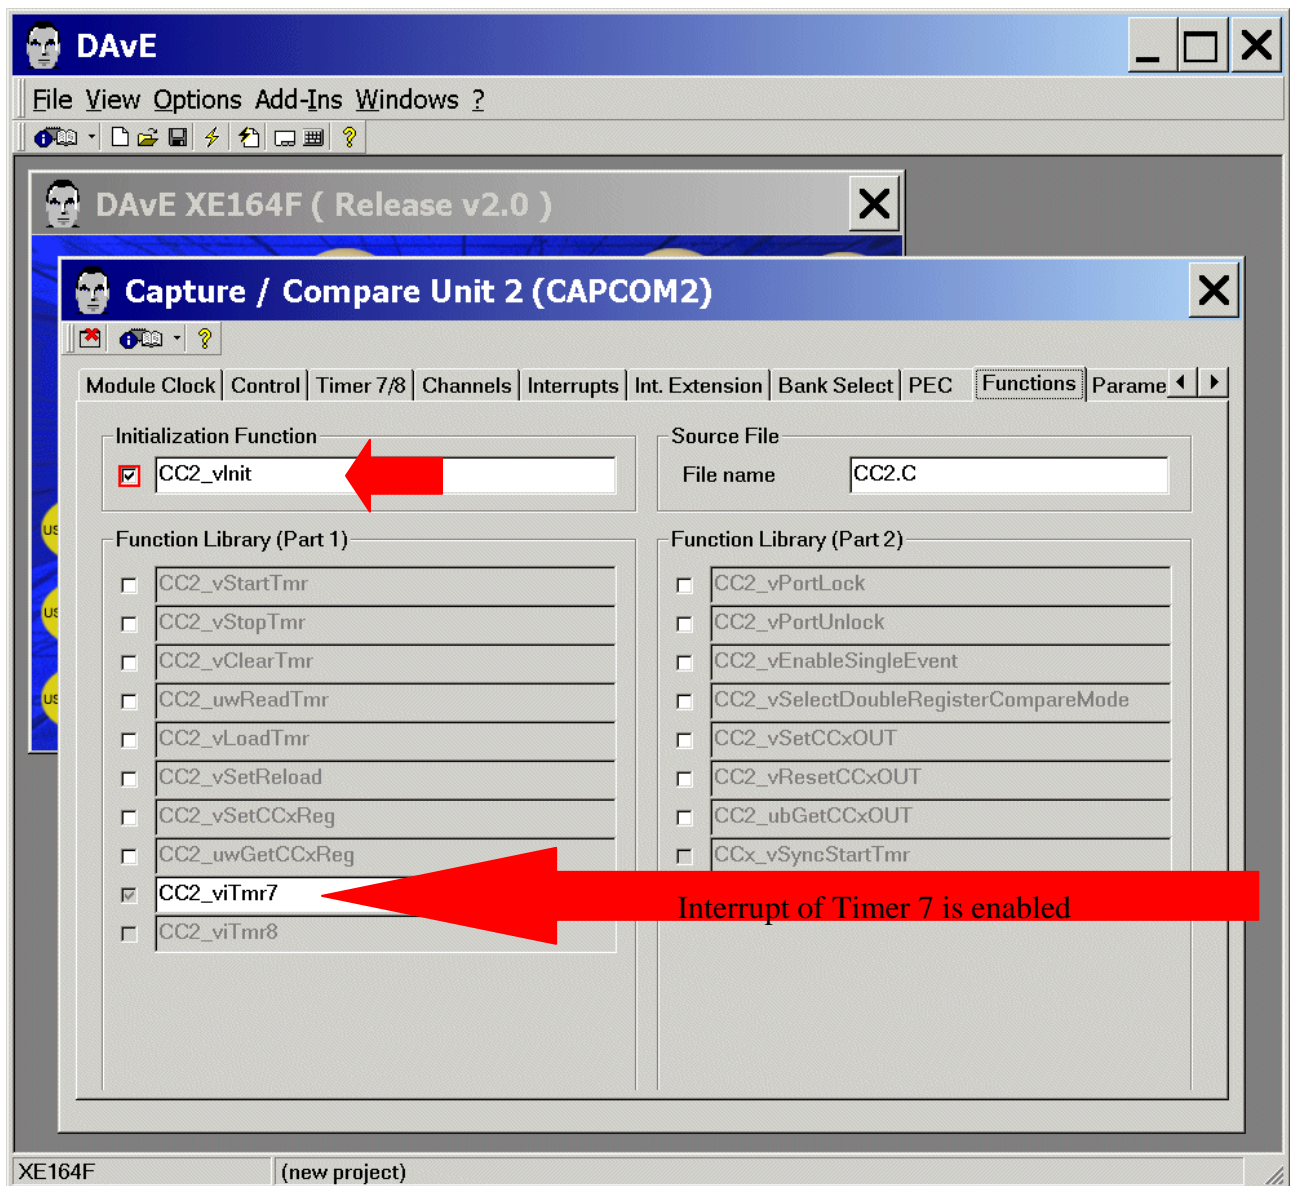 DAvE
File View Options Add-Ins Windows ?
DAvE XE164F ( Release v2.0 )
Capture / Compare Unit 2 (CAPCOM2)
Module Clock Control Timer 7/8 Channels Interrupts Int. Extension Bank Select PEC Functions Parame
Initialization Function
CC2_vInit
Source File
File name CC2.C
Function Library (Part 1)
CC2_vStartTmr
CC2_vStopTmr
CC2_vClearTmr
CC2_uwReadTmr
CC2_vLoadTmr
CC2_vSetReload
CC2_vSetCCxReg
CC2_uwGetCCxReg
CC2_viTmr7
CC2_viTmr8
Function Library (Part 2)
CC2_vPortLock
CC2_vPortUnlock
CC2_vEnableSingleEvent
CC2_vSelectDoubleRegisterCompareMode
CC2_vSetCCxOUT
CC2_vResetCCxOUT
CC2_ubGetCCxOUT
CCx_vSyncStartTmr
Interrupt of Timer 7 is enabled
US
US
US
XE164F (new project)